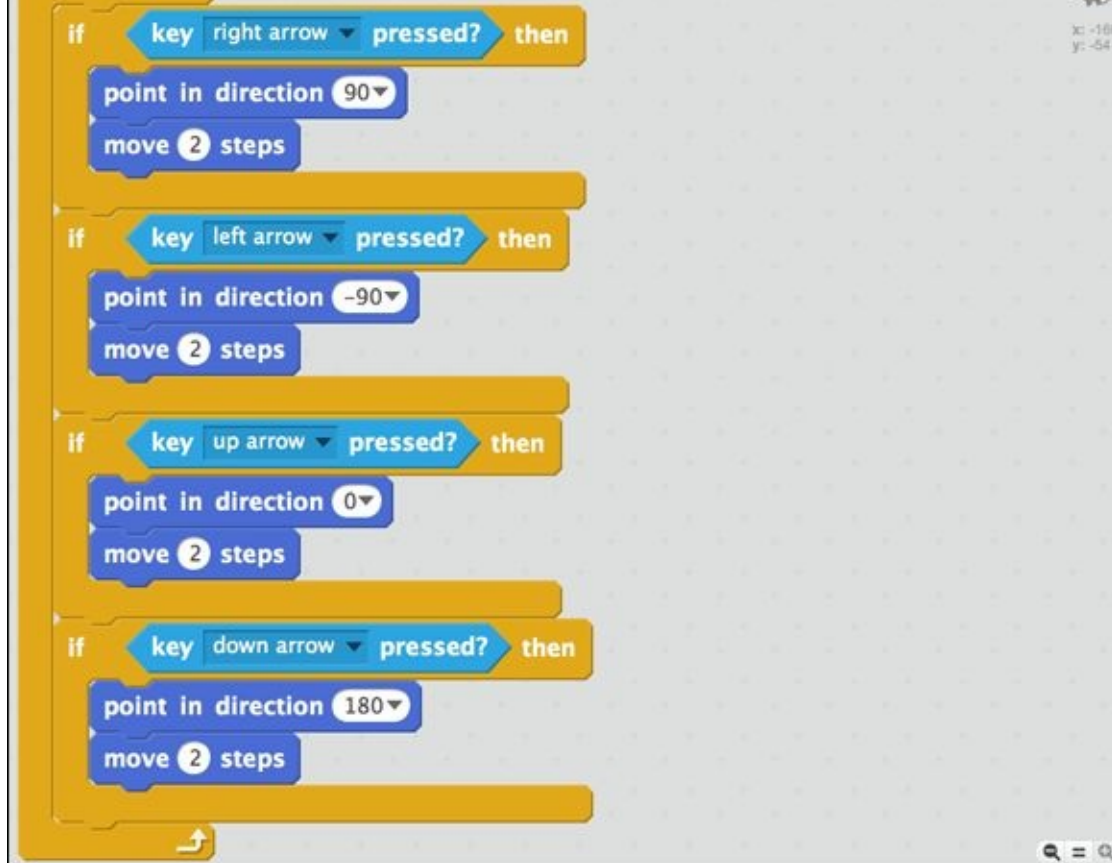 if key right arrow pressed? then
point in direction 90
move 2 steps
if key left arrow pressed? then
point in direction -90
move 2 steps
if key up arrow pressed? then
point in direction 0
move 2 steps
if key down arrow pressed? then
point in direction 180
move 2 steps